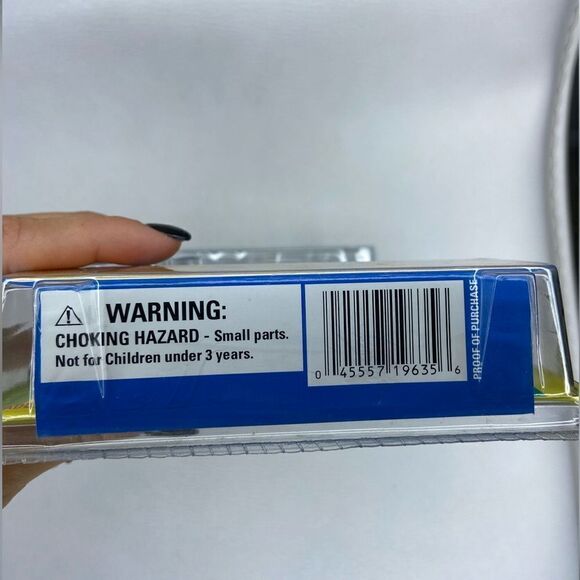 WARNING:
CHOKING HAZARD - Small parts.
Not for Children under 3 years.
0 45557 19635 6
PROOF OF PURCHASE